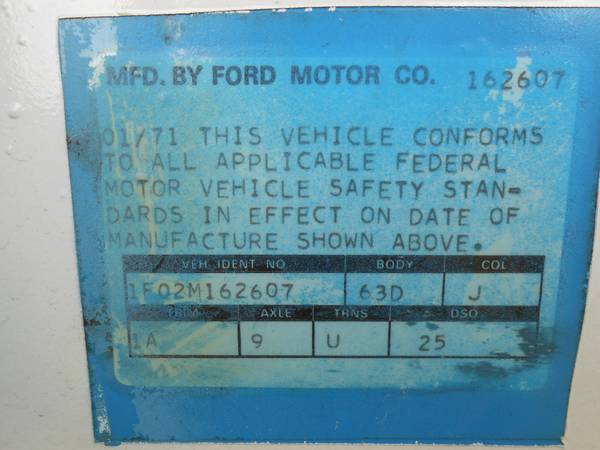 MFD. BY FORD MOTOR CO. 162607
01/71 THIS VEHICLE CONFORMS
TO ALL APPLICABLE FEDERAL
MOTOR VEHICLE SAFETY STAN-
DARDS IN EFFECT ON DATE OF
MANUFACTURE SHOWN ABOVE.
VEH. IDENT NO BODY COL
1F02M162607 63D J
TRIM AXLE TRNS DSO
1A 9 U 25